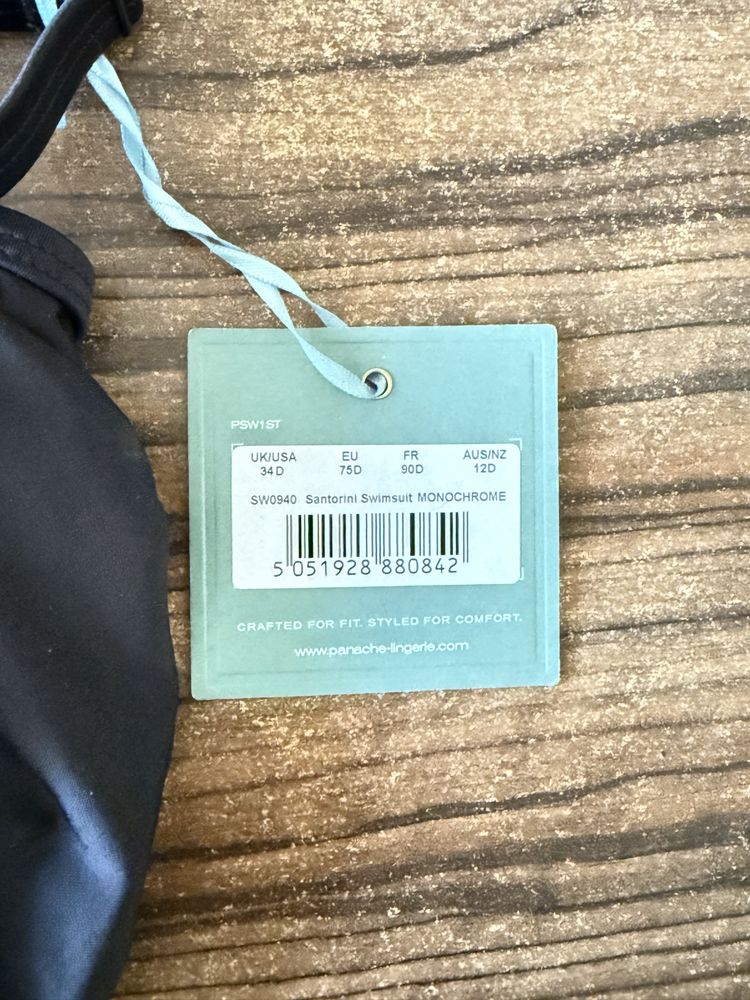 PSW1ST
UK/USA EU FR AUS/NZ
34D 75D 90D 12D
SW0940 Santorini Swimsuit MONOCHROME
5 051928 880842
CRAFTED FOR FIT. STYLED FOR COMFORT.
www.panache-lingerie.com